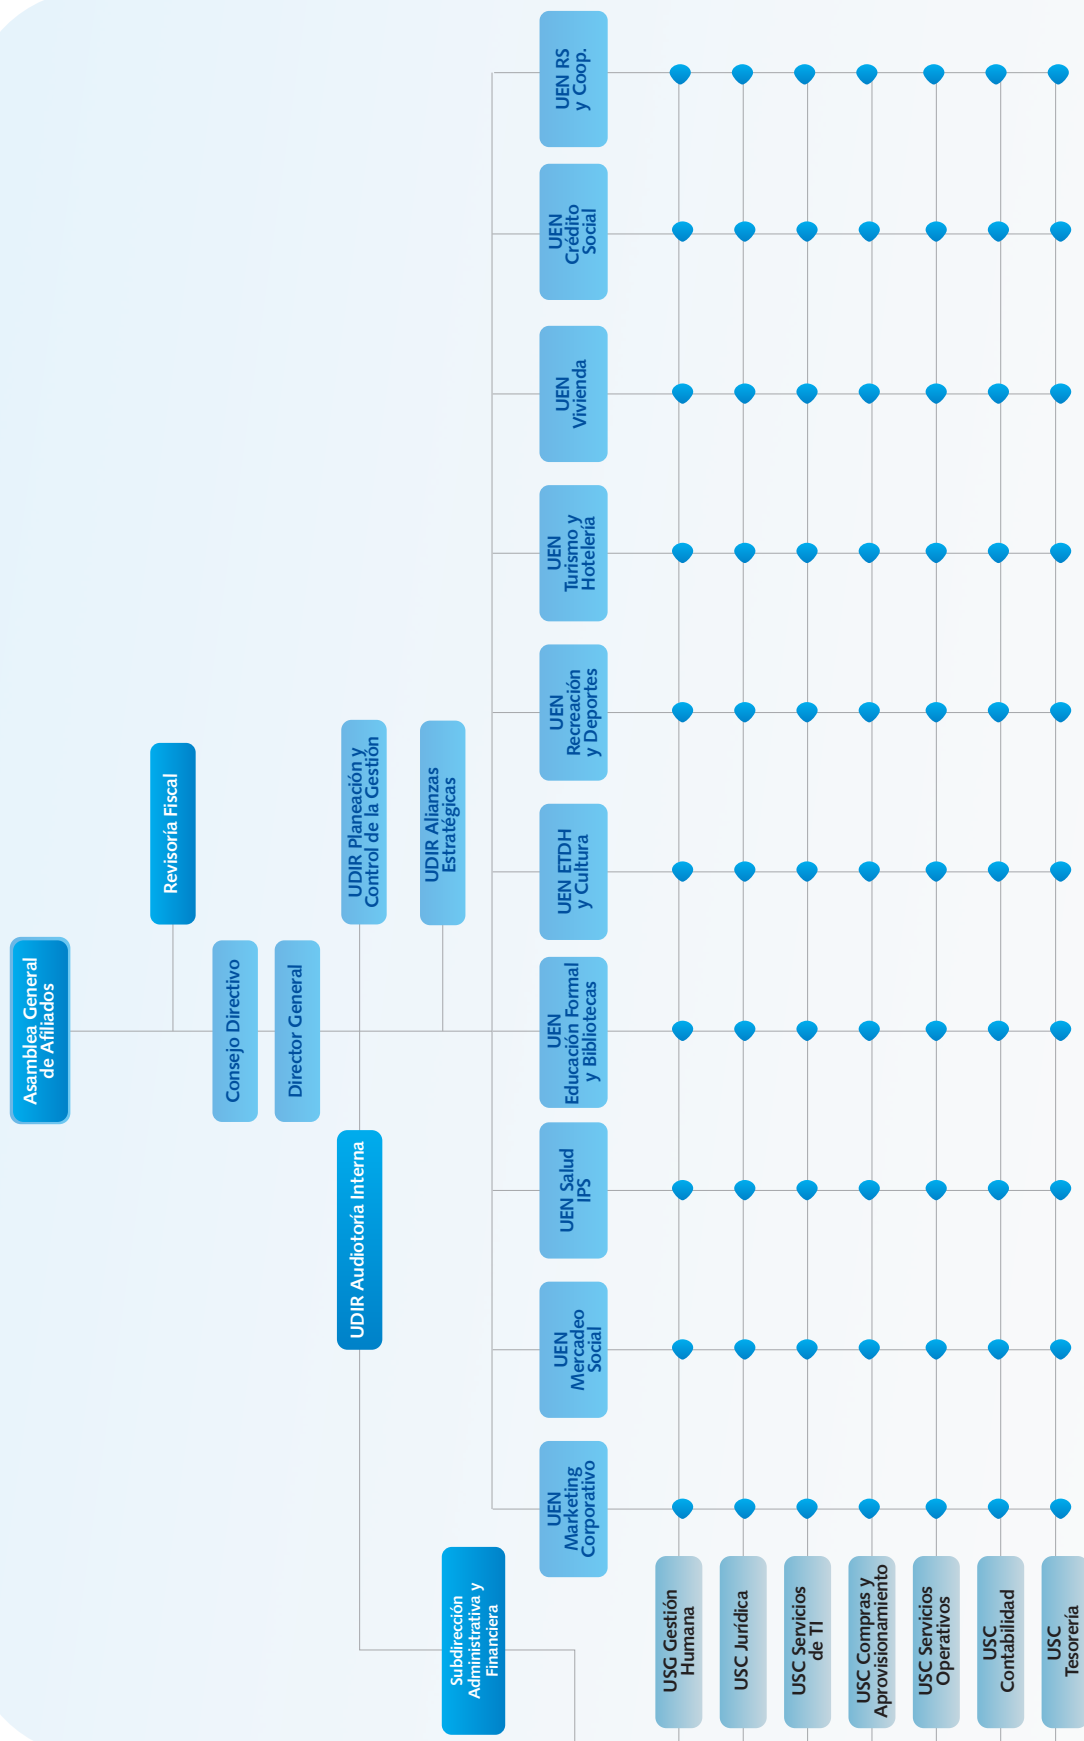 Asamblea General
de Afiliados
Revisoría Fiscal
Consejo Directivo
Director General
UDIR Audiotoría Interna
UDIR Planeación y
Control de la Gestión
UDIR Alianzas
Estratégicas
Subdirección
Administrativa y
Financiera
UEN
Marketing
Corporativo
UEN
Mercadeo
Social
UEN Salud
IPS
UEN
Educación Formal
y Bibliotecas
UEN ETDH
y Cultura
UEN
Recreación
y Deportes
UEN
Turismo y
Hotelería
UEN
Vivienda
UEN
Crédito
Social
UEN RS
y Coop.
USG Gestión
Humana
USC Jurídica
USC Servicios
de TI
USC Compras y
Aprovisionamiento
USC Servicios
Operativos
USC
Contabilidad
USC
Tesorería